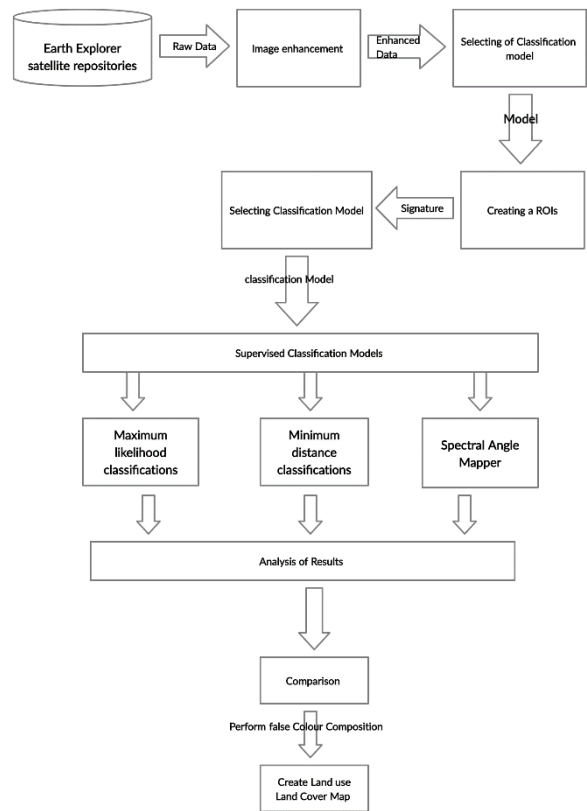 Earth Explorer
satellite repositories
Raw Data
Image enhancement
Enhanced
Data
Selecting of Classification
model
Model
Creating a ROIs
Signature
Selecting Classification Model
classification Model
Supervised Classification Models
Maximum
likelihood
classifications
Minimum
distance
classifications
Spectral Angle
Mapper
Analysis of Results
Comparison
Perform false Colour Composition
Create Land use
Land Cover Map